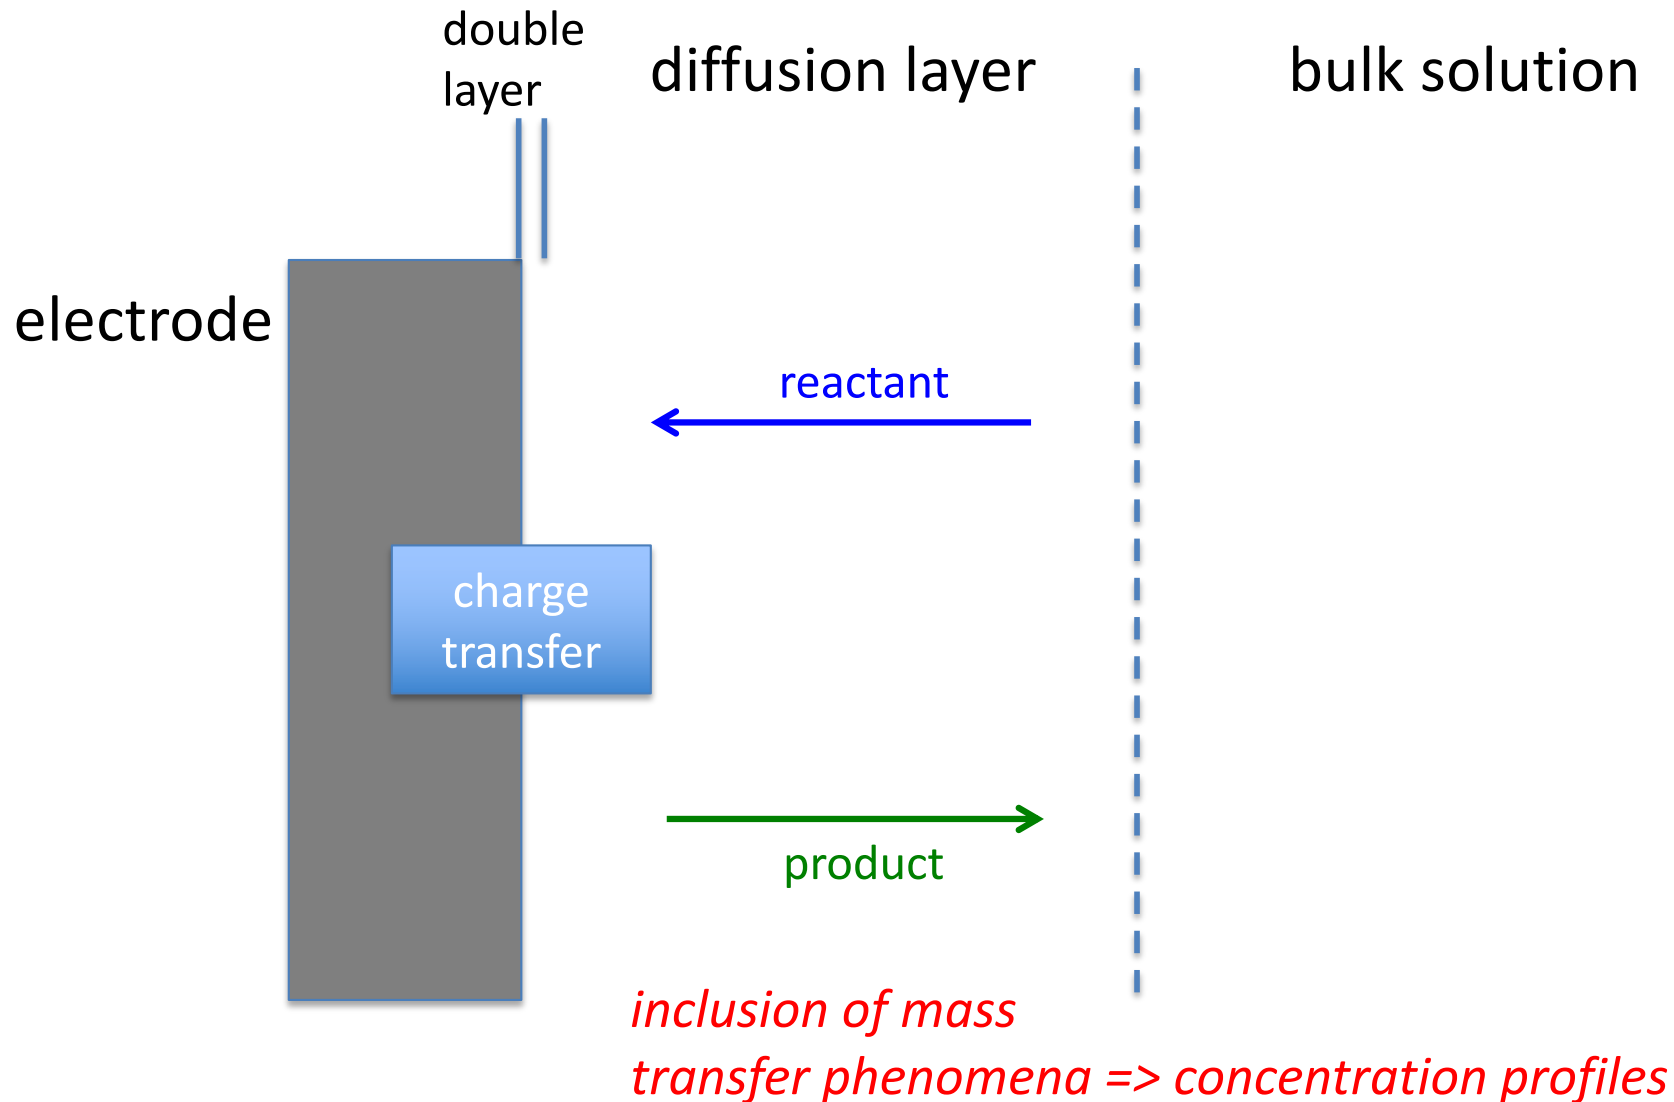 double
layer
diffusion layer
bulk solution
electrode
reactant
charge
transfer
product
inclusion of mass
transfer phenomena => concentration profiles